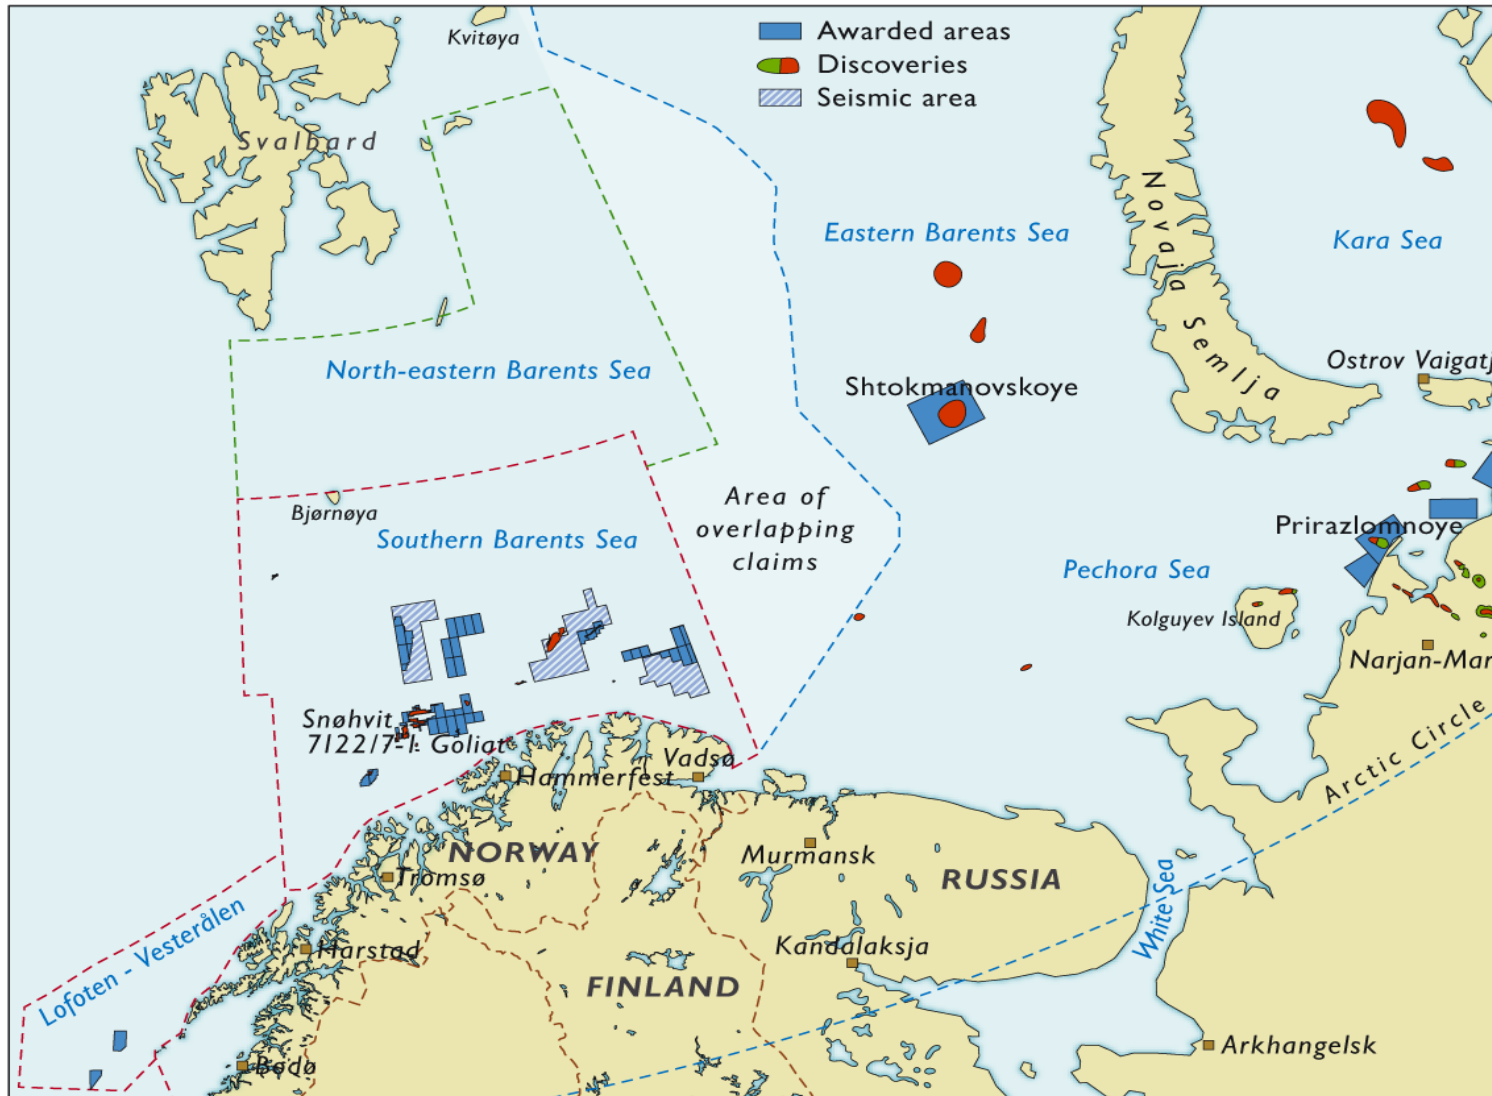 Kvitøya
Awarded areas
Discoveries
Seismic area
Svalbard
Novaja Semlja
Eastern Barents Sea
Kara Sea
North-eastern Barents Sea
Ostrov Vaigatj
Shtokmanovskoye
Area of
overlapping
claims
Bjørnøya
Southern Barents Sea
Prirazlomnoye
Pechora Sea
Kolguyev Island
Narjan-Mar
Snøhvit
7122/7-1 Goliat
Arctic Circle
Vadsø
Hammerfest
NORWAY
Murmansk
RUSSIA
Tromsø
White Sea
Lofoten - Vesterålen
Harstad
Kandalaksja
FINLAND
Arkhangelsk
Bodø